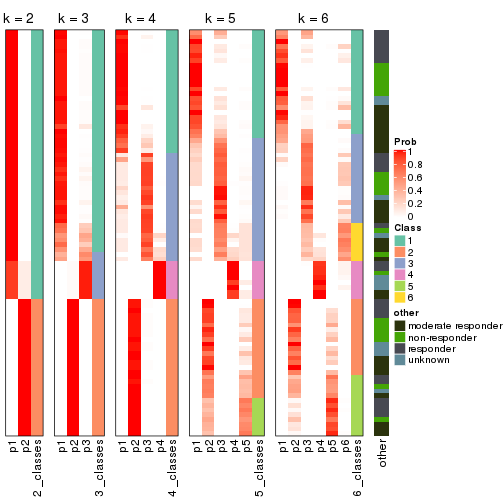 k = 2
k = 3
k = 4
k = 5
k = 6
Prob
1
0.8
0.6
0.4
0.2
0
Class
1
2
3
4
5
6
other
moderate responder
non-responder
responder
unknown
p1
p2
2_classes
p1
p2
p3
3_classes
p1
p2
p3
p4
4_classes
p1
p2
p3
p4
p5
5_classes
p1
p2
p3
p4
p5
p6
6_classes
other